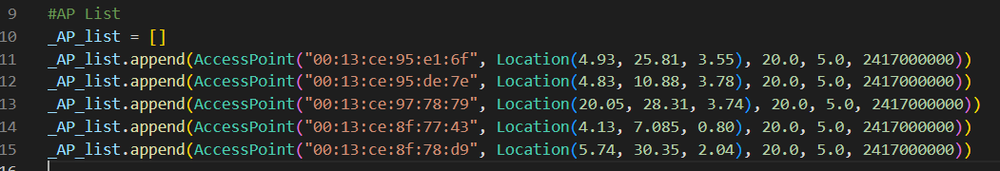 9 #AP List
10 _AP_list = []
11 _AP_list.append(AccessPoint("00:13:ce:95:e1:6f", Location(4.93, 25.81, 3.55), 20.0, 5.0, 2417000000))
12 _AP_list.append(AccessPoint("00:13:ce:95:de:7e", Location(4.83, 10.88, 3.78), 20.0, 5.0, 2417000000))
13 _AP_list.append(AccessPoint("00:13:ce:97:78:79", Location(20.05, 28.31, 3.74), 20.0, 5.0, 2417000000))
14 _AP_list.append(AccessPoint("00:13:ce:8f:77:43", Location(4.13, 7.085, 0.80), 20.0, 5.0, 2417000000))
15 _AP_list.append(AccessPoint("00:13:ce:8f:78:d9", Location(5.74, 30.35, 2.04), 20.0, 5.0, 2417000000))
16